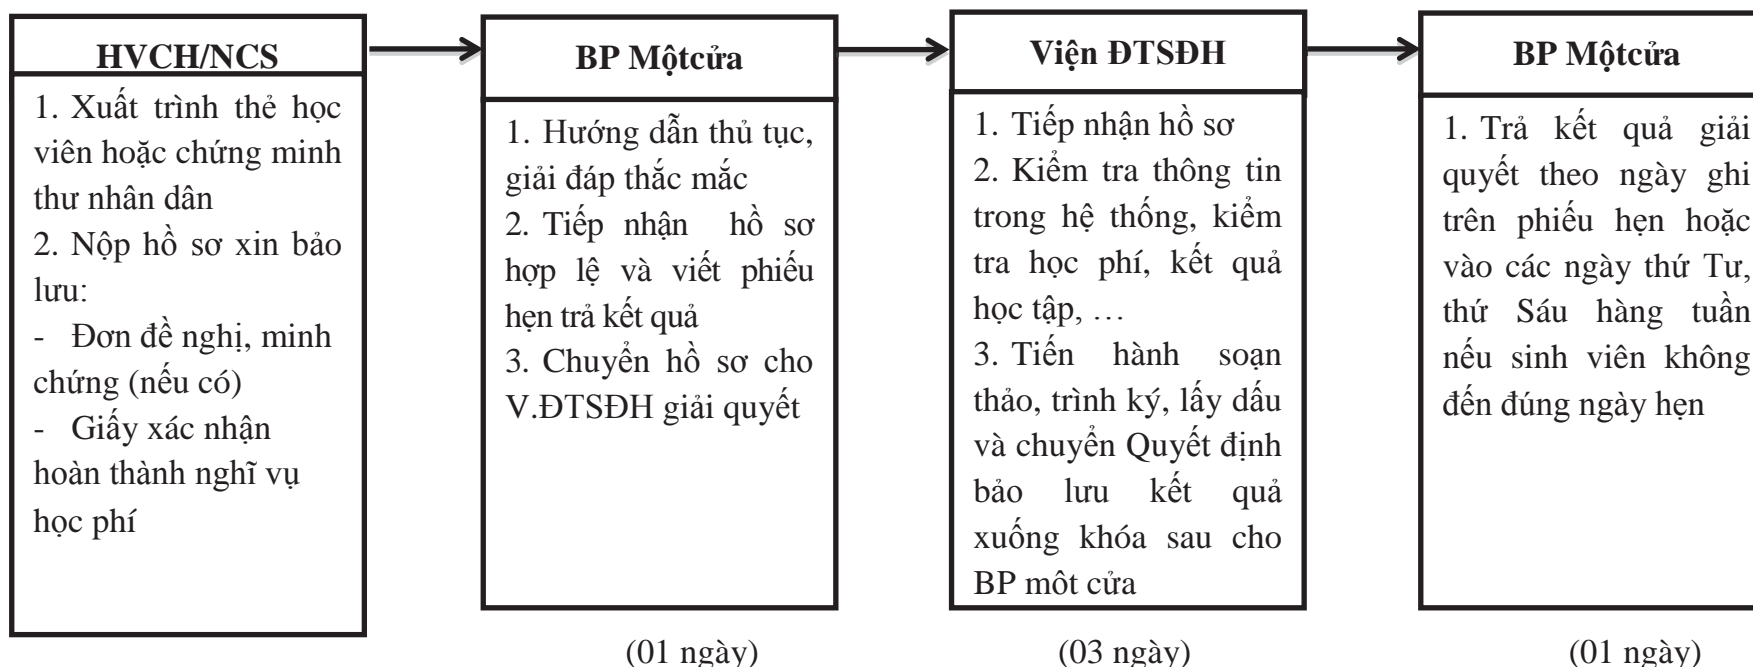 HVCH/NCS
1. Xuất trình thẻ học
viên hoặc chứng minh
thư nhân dân
2. Nộp hồ sơ xin bảo
lưu:
- Đơn đề nghị, minh
chứng (nếu có)
- Giấy xác nhận
hoàn thành nghĩ vụ
học phí
BP Mộtcửa
1. Hướng dẫn thủ tục,
giải đáp thắc mắc
2. Tiếp nhận hồ sơ
hợp lệ và viết phiếu
hẹn trả kết quả
3. Chuyển hồ sơ cho
V.ĐTSĐH giải quyết
(01 ngày)
Viện ĐTSĐH
1. Tiếp nhận hồ sơ
2. Kiểm tra thông tin
trong hệ thống, kiểm
tra học phí, kết quả
học tập, …
3. Tiến hành soạn
thảo, trình ký, lấy dấu
và chuyển Quyết định
bảo lưu kết quả
xuống khóa sau cho
BP môt cửa
(03 ngày)
BP Mộtcửa
1. Trả kết quả giải
quyết theo ngày ghi
trên phiếu hẹn hoặc
vào các ngày thứ Tư,
thứ Sáu hàng tuần
nếu sinh viên không
đến đúng ngày hẹn
(01 ngày)